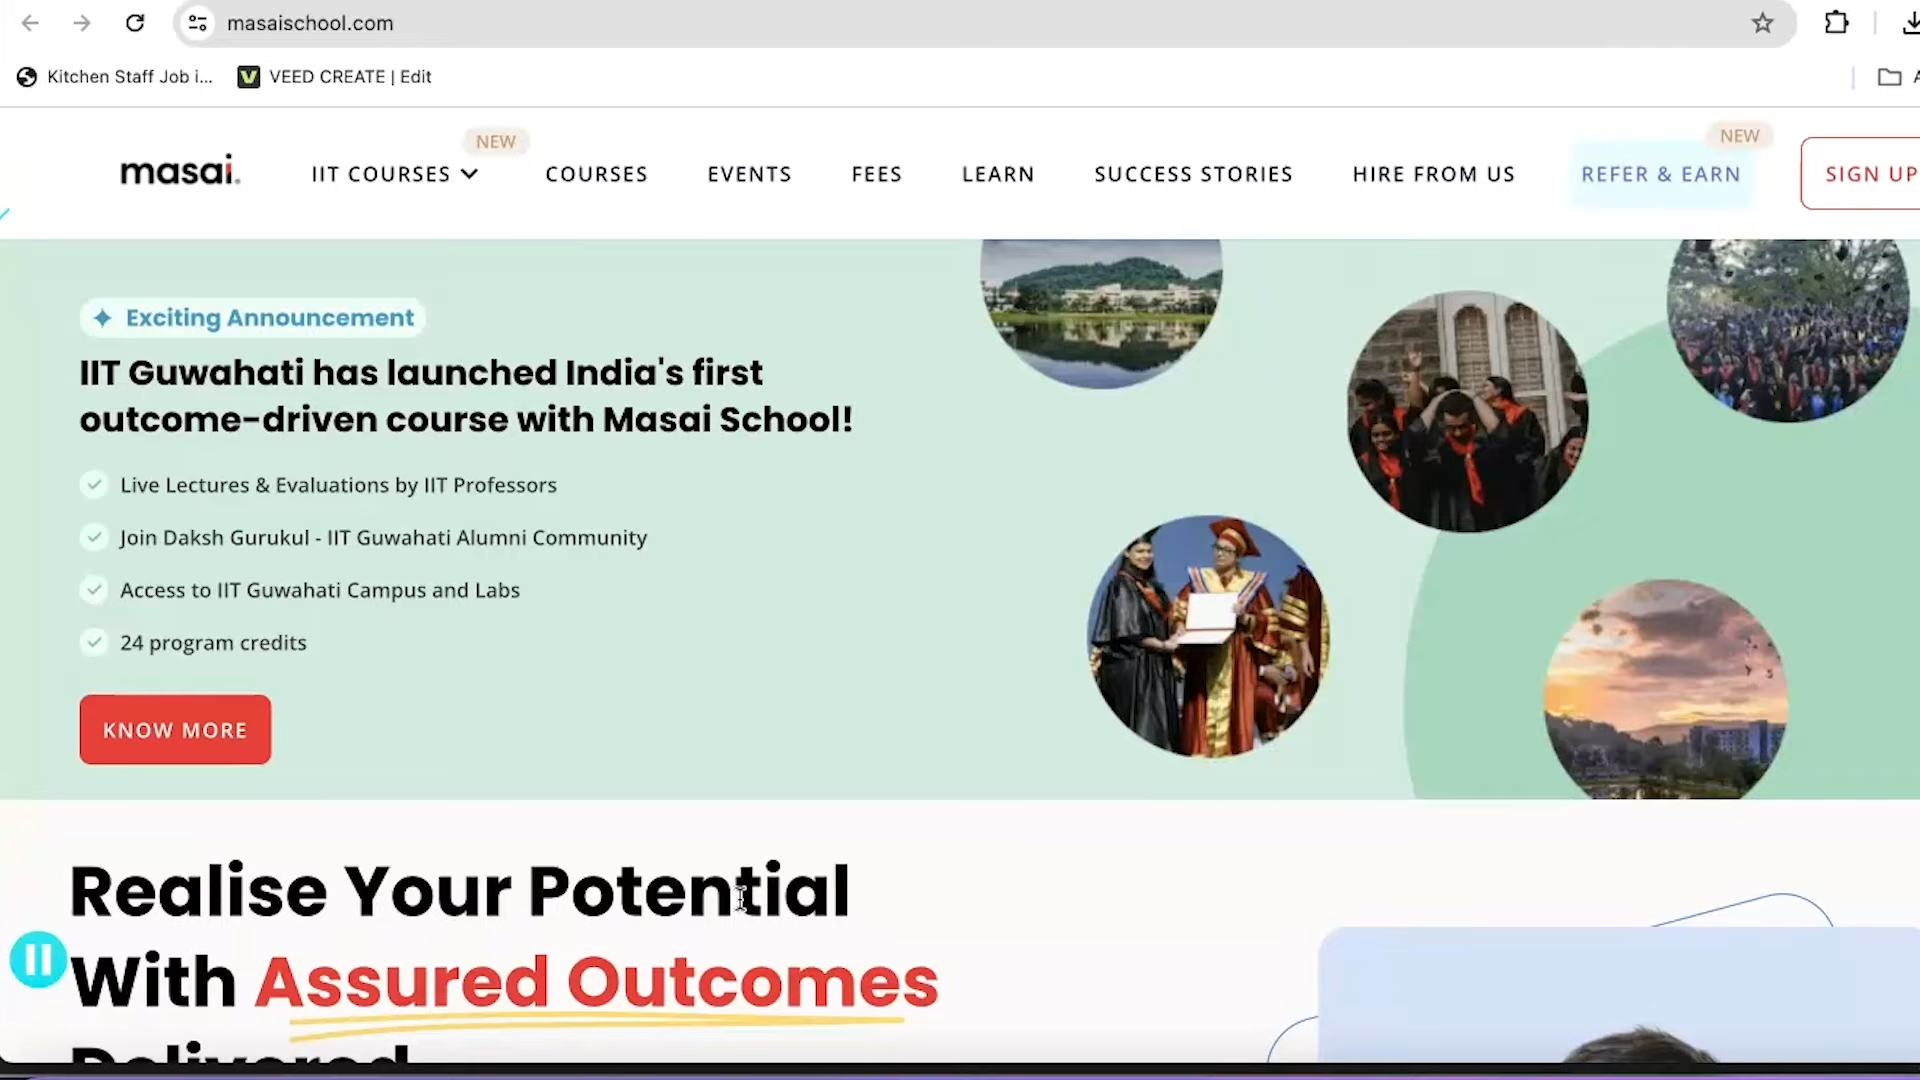 masaischool.com
Kitchen Staff Job i...
VEED CREATE | Edit
masai.
IIT COURSES
NEW
COURSES
EVENTS
FEES
LEARN
SUCCESS STORIES
HIRE FROM US
REFER & EARN
NEW
SIGN UP
Exciting Announcement
IIT Guwahati has launched India's first
outcome-driven course with Masai School!
Live Lectures & Evaluations by IIT Professors
Join Daksh Gurukul - IIT Guwahati Alumni Community
Access to IIT Guwahati Campus and Labs
24 program credits
KNOW MORE
Realise Your Potential
With Assured Outcomes
Delivered